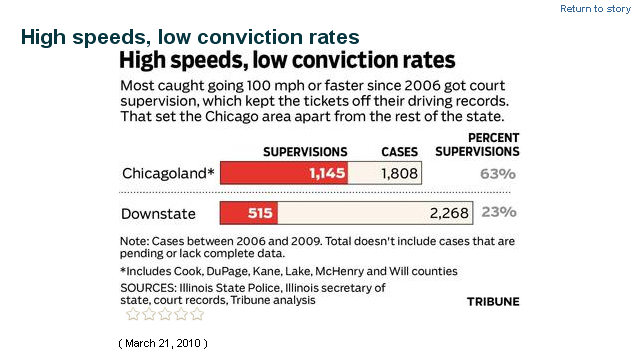 Return to story
High speeds, low conviction rates
High speeds, low conviction rates
Most caught going 100 mph or faster since 2006 got court
supervision, which kept the tickets off their driving records.
That set the Chicago area apart from the rest of the state.
PERCENT
SUPERVISIONS CASES SUPERVISIONS
Chicagoland* 1,145 1,808 63%
Downstate 515 2,268 23%
Note: Cases between 2006 and 2009. Total doesn't include cases that are
pending or lack complete data.
*Includes Cook, DuPage, Kane, Lake, McHenry and Will counties
SOURCES: Illinois State Police, Illinois secretary of
state, court records, Tribune analysis
TRIBUNE
( March 21, 2010 )